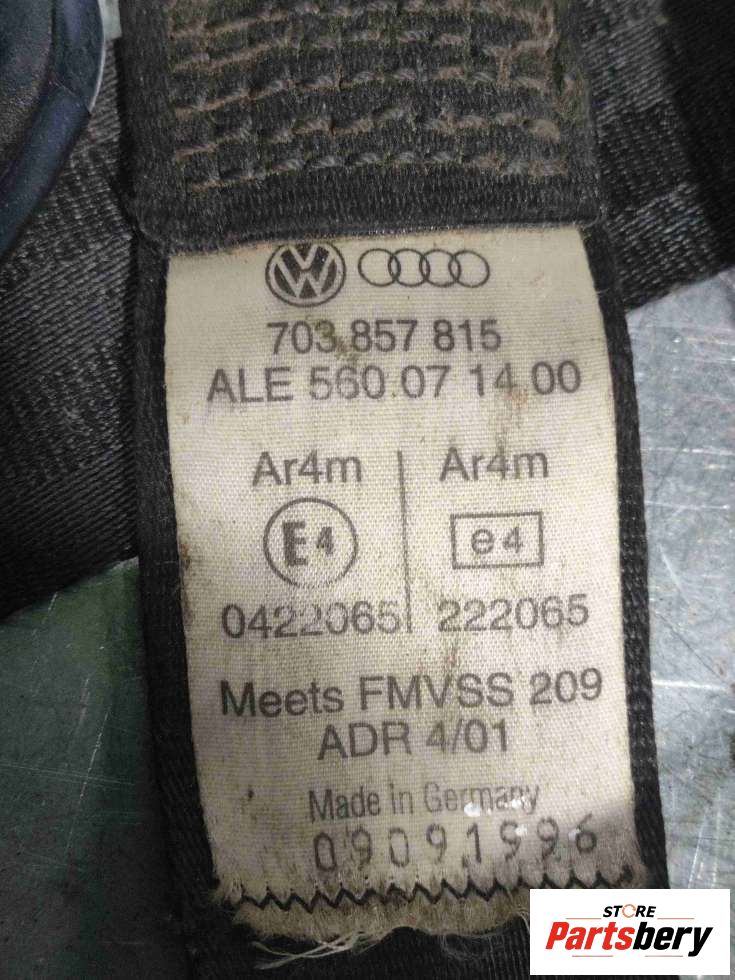 703 857 815
ALE 560 07 14 00
Ar4m Ar4m
E4 e4
0422065 222065
Meets FMVSS 209
ADR 4/01
Made in Germany
09091996
STORE
Partsbery